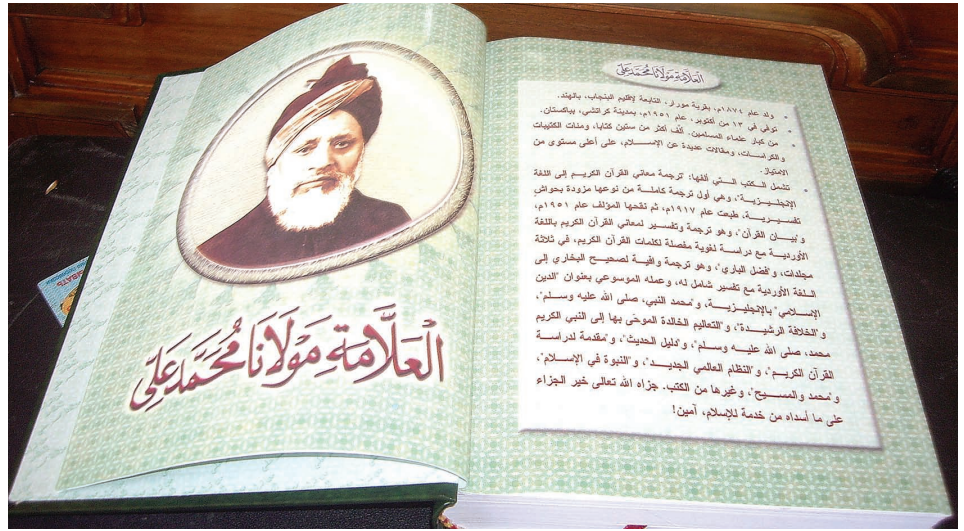 العلامة مولانا محمد علي
العَلَّامَة مَوْلَانَا مُحَمَّد عَلِّي
• ولد عام ١٨٧٤م، بقرية مورار، التابعة لإقليم البنجاب، بالهند.
• توفي في ١٣ من أكتوبر، عام ١٩٥١م، بمدينة كراتشي، بباكستان.
• من كبار علماء المسلمين. ألف أكثر من ستين كتابا، ومئات الكتيبات
والكراسات، ومقالات عديدة عن الإسلام، على أعلى مستوى من
الامتياز.
• تشمل الكتب التي ألفها: ترجمة معاني القرآن الكريم إلى اللغة
الإنجليزية"، وهي أول ترجمة كاملة من نوعها مزودة بحواش
تفسيرية، طبعت عام ١٩١٧م، ثم نقحها المؤلف عام ١٩٥١م،
و"بيان القرآن"، وهو ترجمة وتفسير لمعاني القرآن الكريم باللغة
الأوردية مع دراسة لغوية مفصلة لكلمات القرآن الكريم، في ثلاثة
مجلدات، و"فضل الباري"، وهو ترجمة وافية لصحيح البخاري إلى
اللغة الأوردية مع تفسير شامل له، وعمله الموسوعي بعنوان "الدين
الإسلامي" بالإنجليزية، و"محمد النبي، صلى الله عليه وسلم"،
و"الخلافة الرشيدة"، و"التعاليم الخالدة الموحَى بها إلى النبي الكريم
محمد، صلى الله عليه وسلم"، و"دليل الحديث"، و"مقدمة لدراسة
القرآن الكريم"، و"النظام العالمي الجديد"، و"النبوة في الإسلام"،
و"محمد والمسيح"، وغيرها من الكتب. جزاه الله تعالى خير الجزاء
على ما أسداه من خدمة للإسلام، آمين!